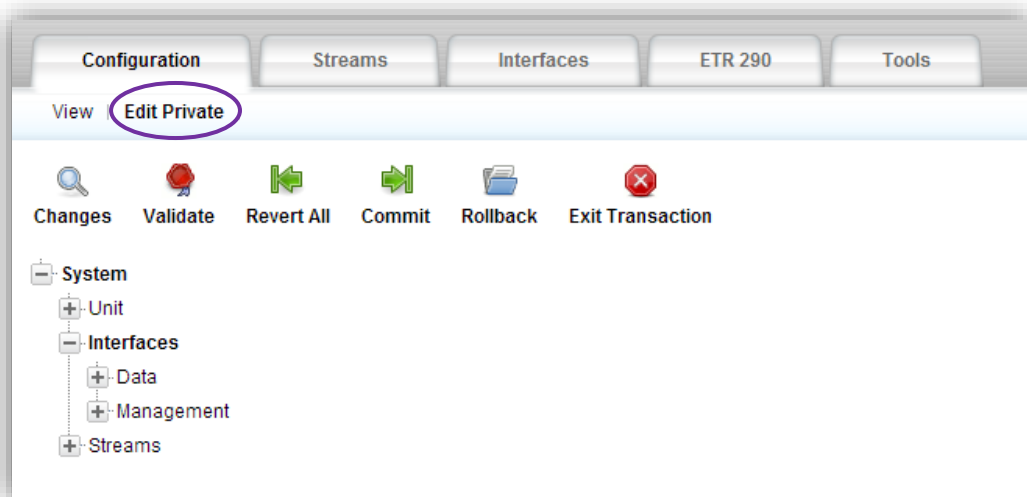 Configuration Streams Interfaces ETR 290 Tools
View | Edit Private
Changes Validate Revert All Commit Rollback Exit Transaction
System
Unit
Interfaces
Data
Management
Streams